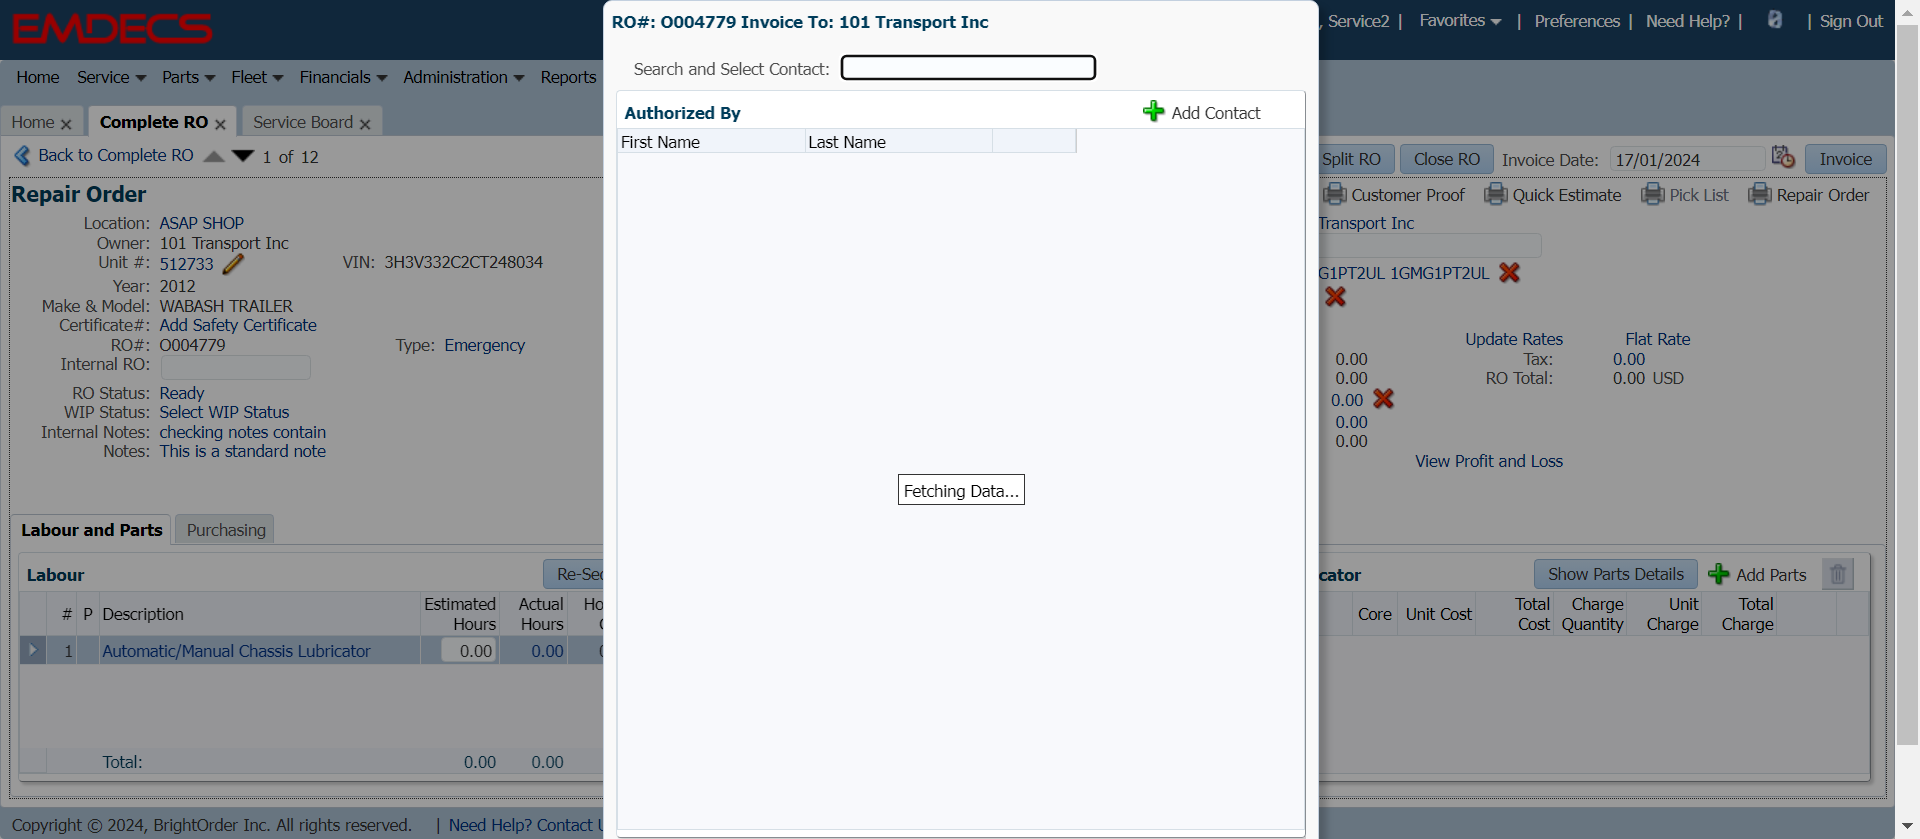 EMDECS
, Service2 | Favorites | Preferences | Need Help? | | Sign Out
Home Service Parts Fleet Financials Administration Reports
Home Complete RO Service Board
RO#: O004779 Invoice To: 101 Transport Inc
Search and Select Contact:
Authorized By Add Contact
First Name Last Name
Fetching Data...
Back to Complete RO 1 of 12
Split RO Close RO Invoice Date: 17/01/2024 Invoice
Customer Proof Quick Estimate Pick List Repair Order
Repair Order
Location: ASAP SHOP
Owner: 101 Transport Inc
Unit #: 512733 VIN: 3H3V332C2CT248034
Year: 2012
Make & Model: WABASH TRAILER
Certificate#: Add Safety Certificate
RO#: O004779 Type: Emergency
Internal RO:
RO Status: Ready
WIP Status: Select WIP Status
Internal Notes: checking notes contain
Notes: This is a standard note
Transport Inc
G1PT2UL 1GMG1PT2UL
Update Rates Flat Rate
0.00 Tax: 0.00
0.00 RO Total: 0.00 USD
0.00
0.00
0.00
View Profit and Loss
Labour and Parts Purchasing
Labour Re-Sec
# P Description Estimated Hours Actual Hours Ho
1 Automatic/Manual Chassis Lubricator 0.00 0.00
Total: 0.00 0.00
cator Show Parts Details Add Parts
Core Unit Cost Total Cost Charge Quantity Unit Charge Total Charge
Copyright © 2024, BrightOrder Inc. All rights reserved. | Need Help? Contact